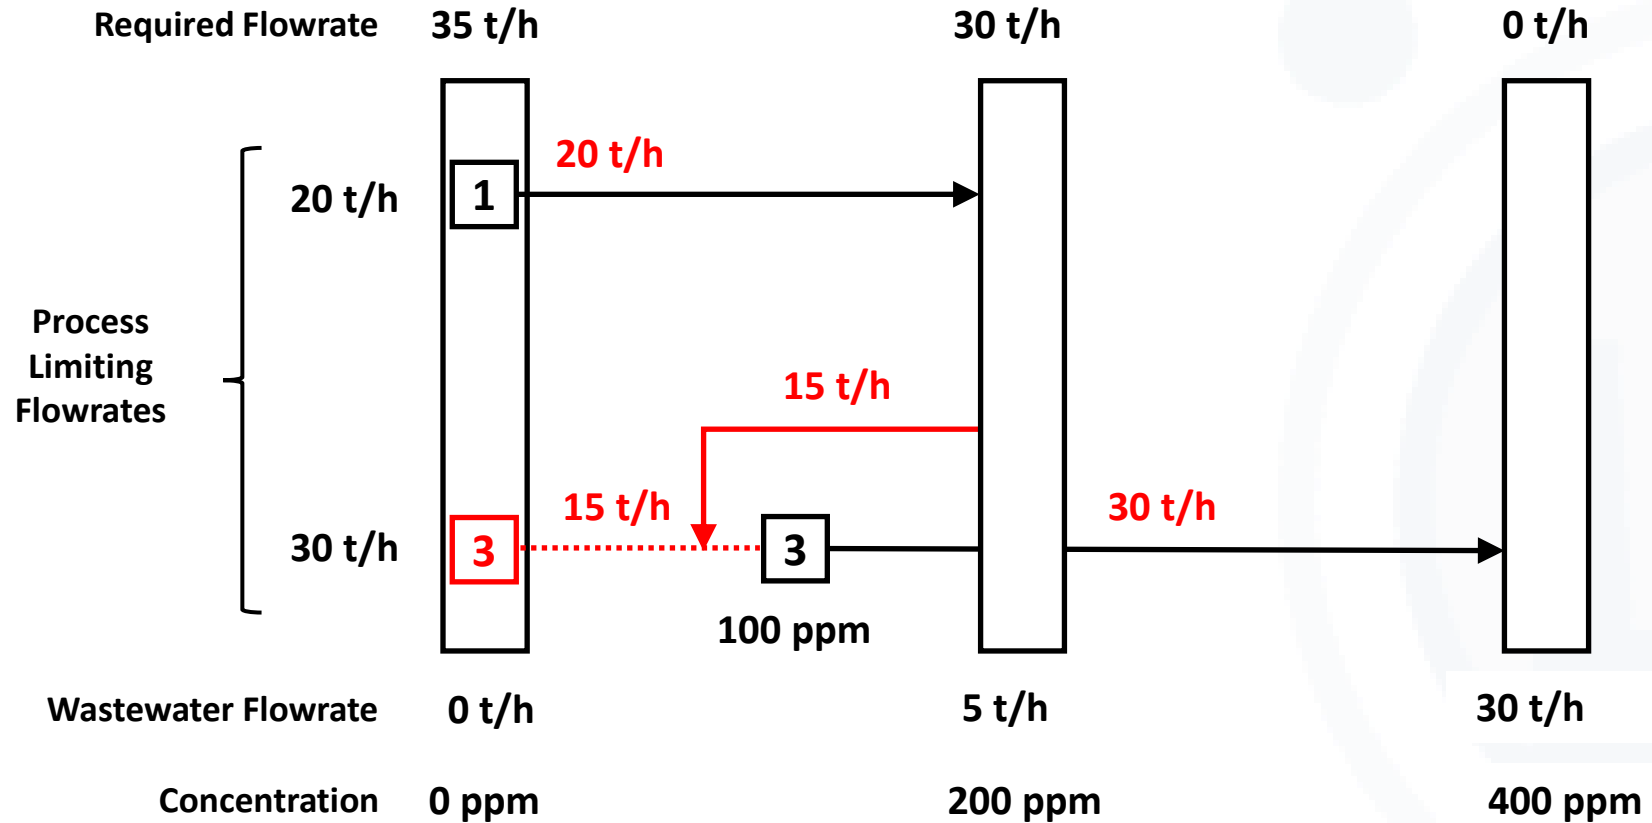 Required Flowrate 35 t/h 30 t/h 0 t/h
20 t/h
20 t/h 1
Process
Limiting
Flowrates
15 t/h
15 t/h 30 t/h
30 t/h 3 3
100 ppm
Wastewater Flowrate 0 t/h 5 t/h 30 t/h
Concentration 0 ppm 200 ppm 400 ppm